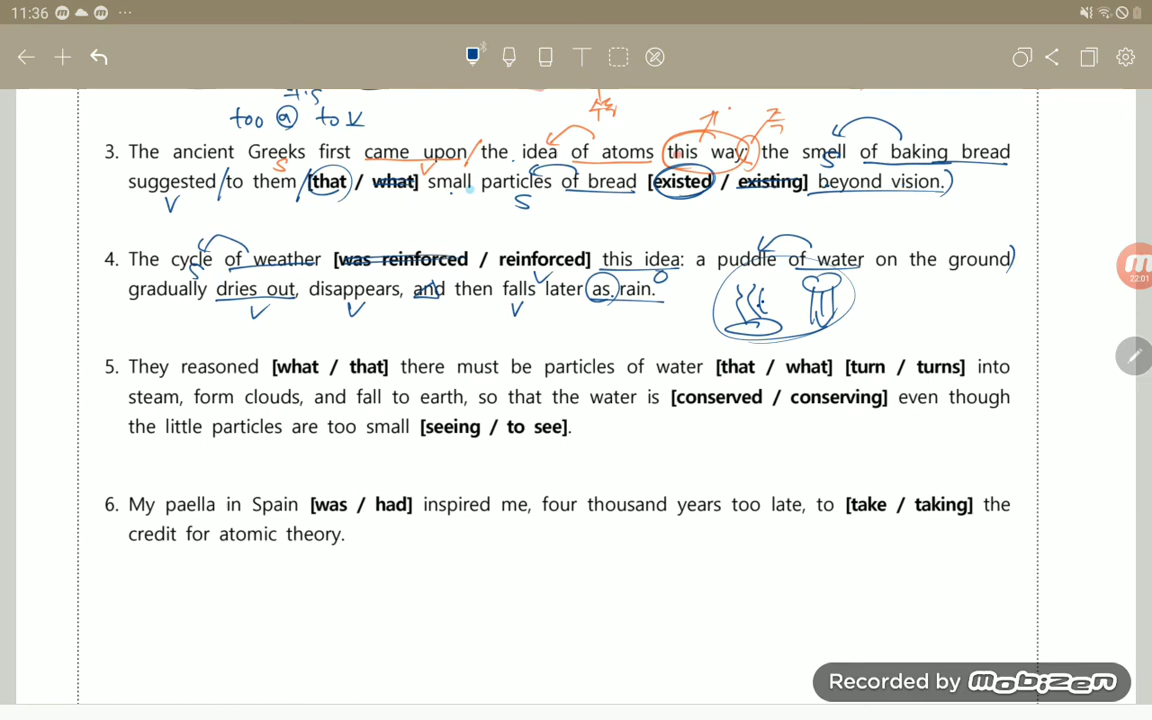 11:36
T
too ⓐ to V
3. The ancient Greeks first came upon the idea of atoms this way; the smell of baking bread
S V S
suggested to them [that / what] small particles of bread [existed / existing] beyond vision.
V S
4. The cycle of weather [was reinforced / reinforced] this idea: a puddle of water on the ground
S V O
gradually dries out, disappears, and then falls later as rain.
V V V
22:01
5. They reasoned [what / that] there must be particles of water [that / what] [turn / turns] into
steam, form clouds, and fall to earth, so that the water is [conserved / conserving] even though
the little particles are too small [seeing / to see].
6. My paella in Spain [was / had] inspired me, four thousand years too late, to [take / taking] the
credit for atomic theory.
Recorded by mobizen